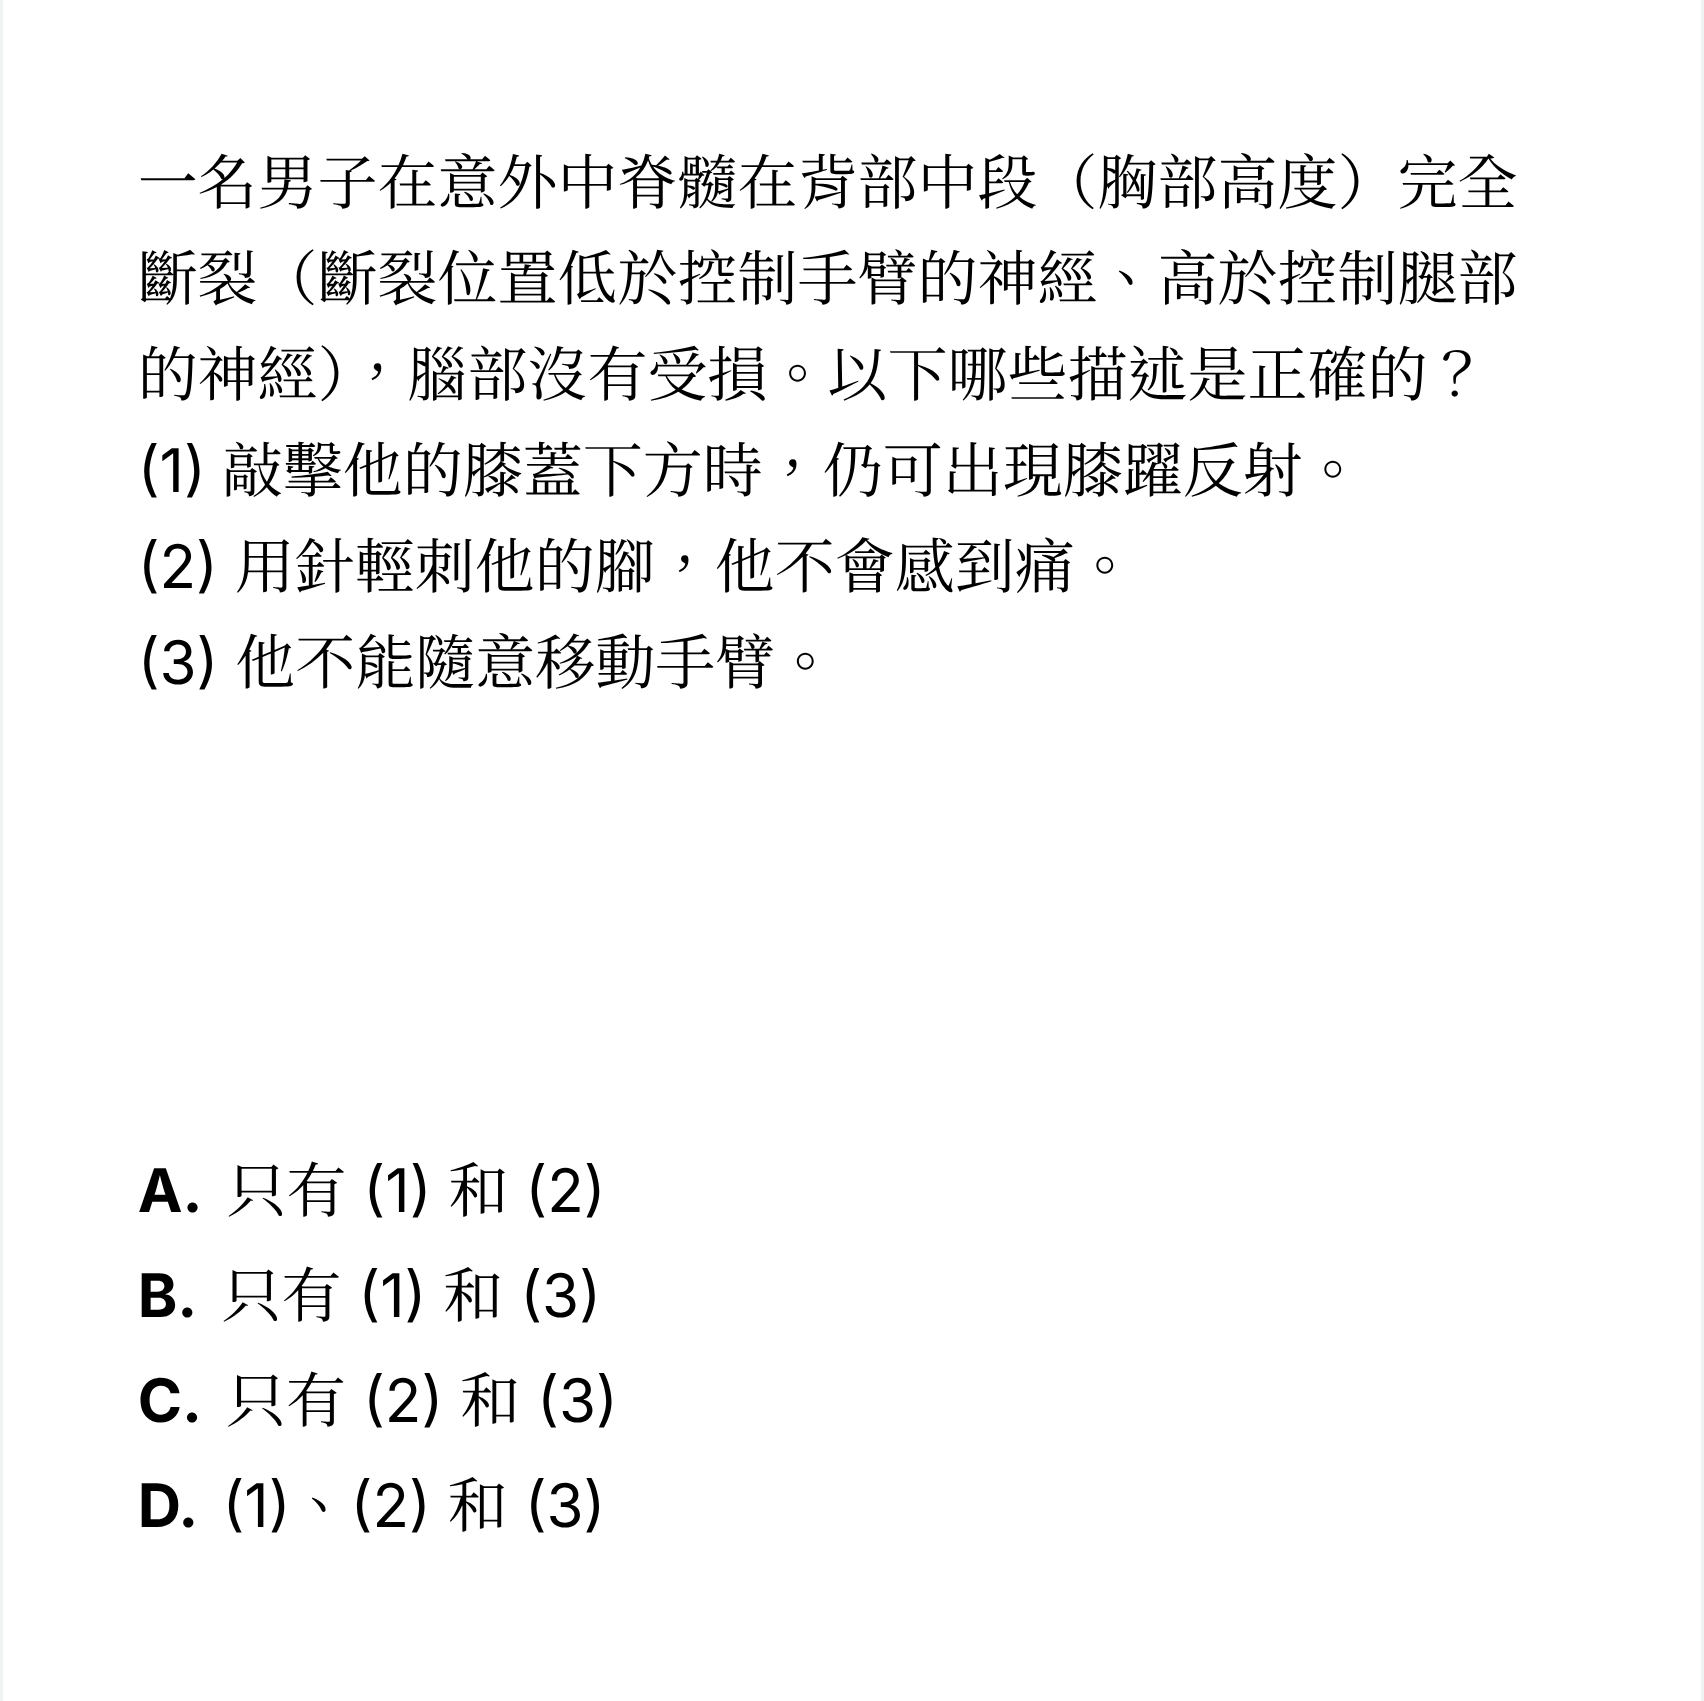 一名男子在意外中脊髓在背部中段（胸部高度）完全
斷裂（斷裂位置低於控制手臂的神經、高於控制腿部
的神經），腦部沒有受損。以下哪些描述是正確的？
(1) 敲擊他的膝蓋下方時，仍可出現膝躍反射。
(2) 用針輕刺他的腳，他不會感到痛。
(3) 他不能隨意移動手臂。
A. 只有 (1) 和 (2)
B. 只有 (1) 和 (3)
C. 只有 (2) 和 (3)
D. (1)、(2) 和 (3)